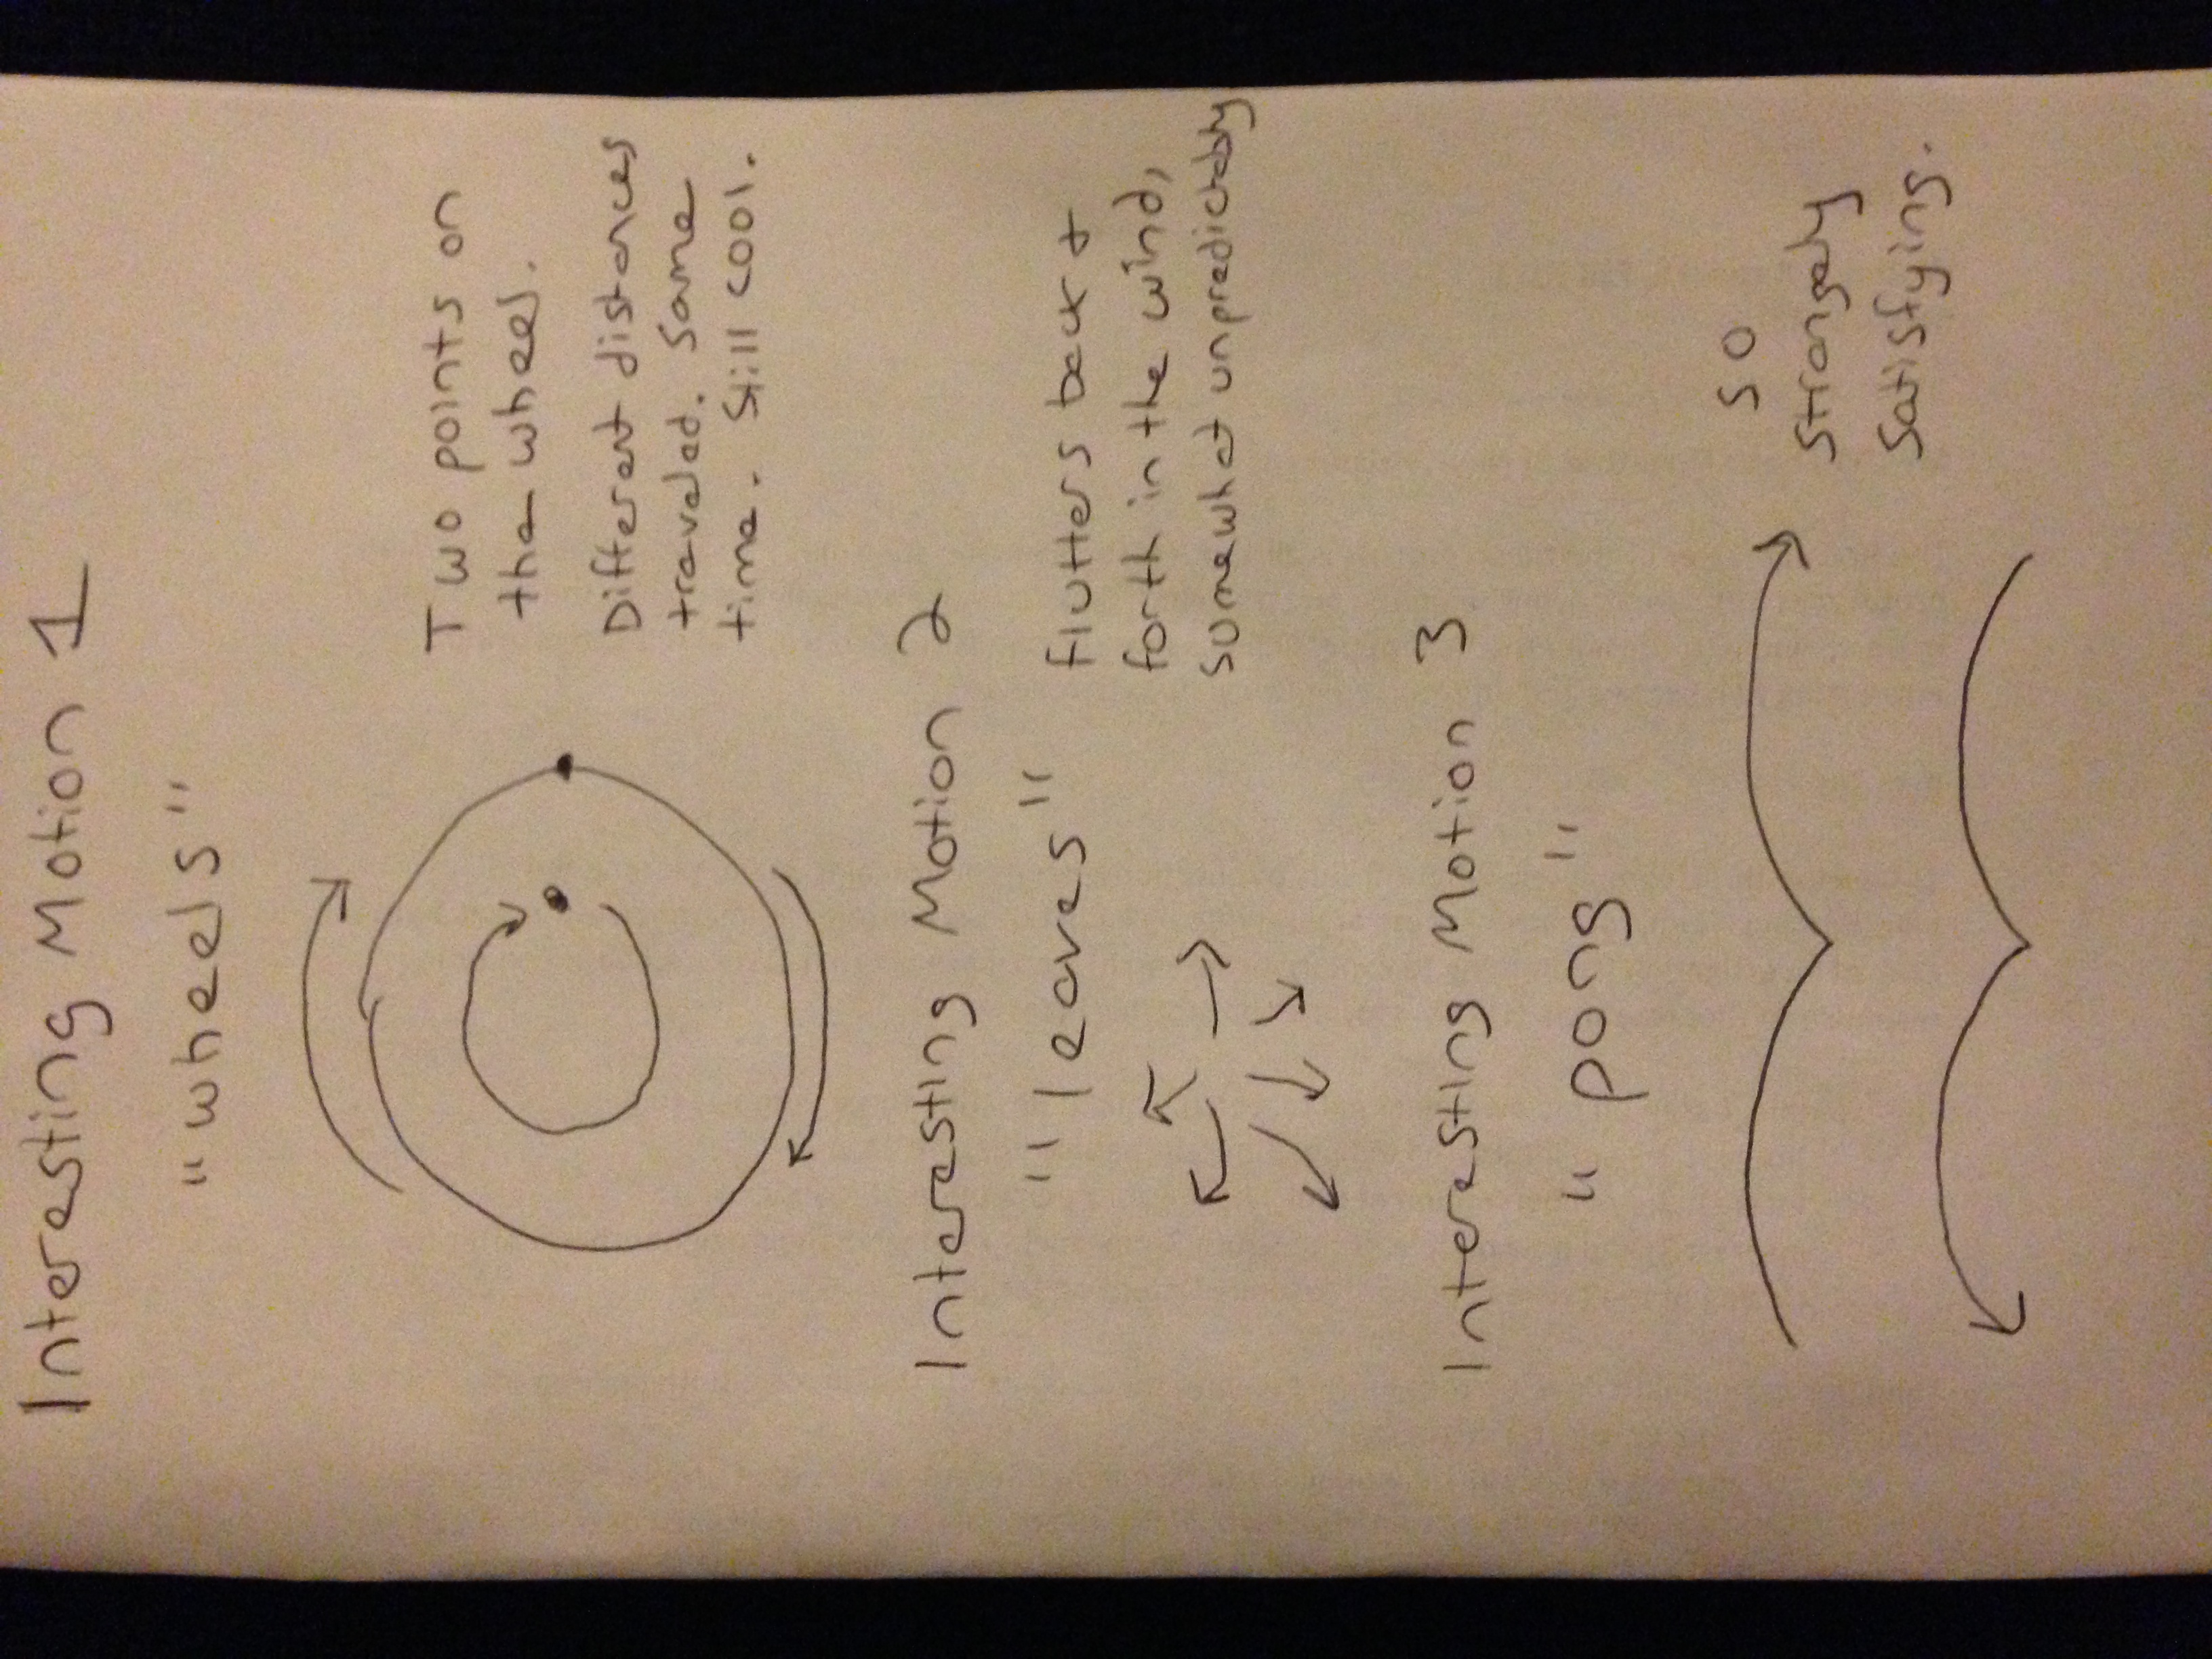 Interesting Motion 1
"wheels"
Two points on
the wheel.
Different distances
traveled. Same
time. Still cool.
Interesting Motion 2
"leaves"
flutters back &
forth in the wind,
somewhat unpredictably
Interesting Motion 3
"pong"
so
strangely
satisfying.